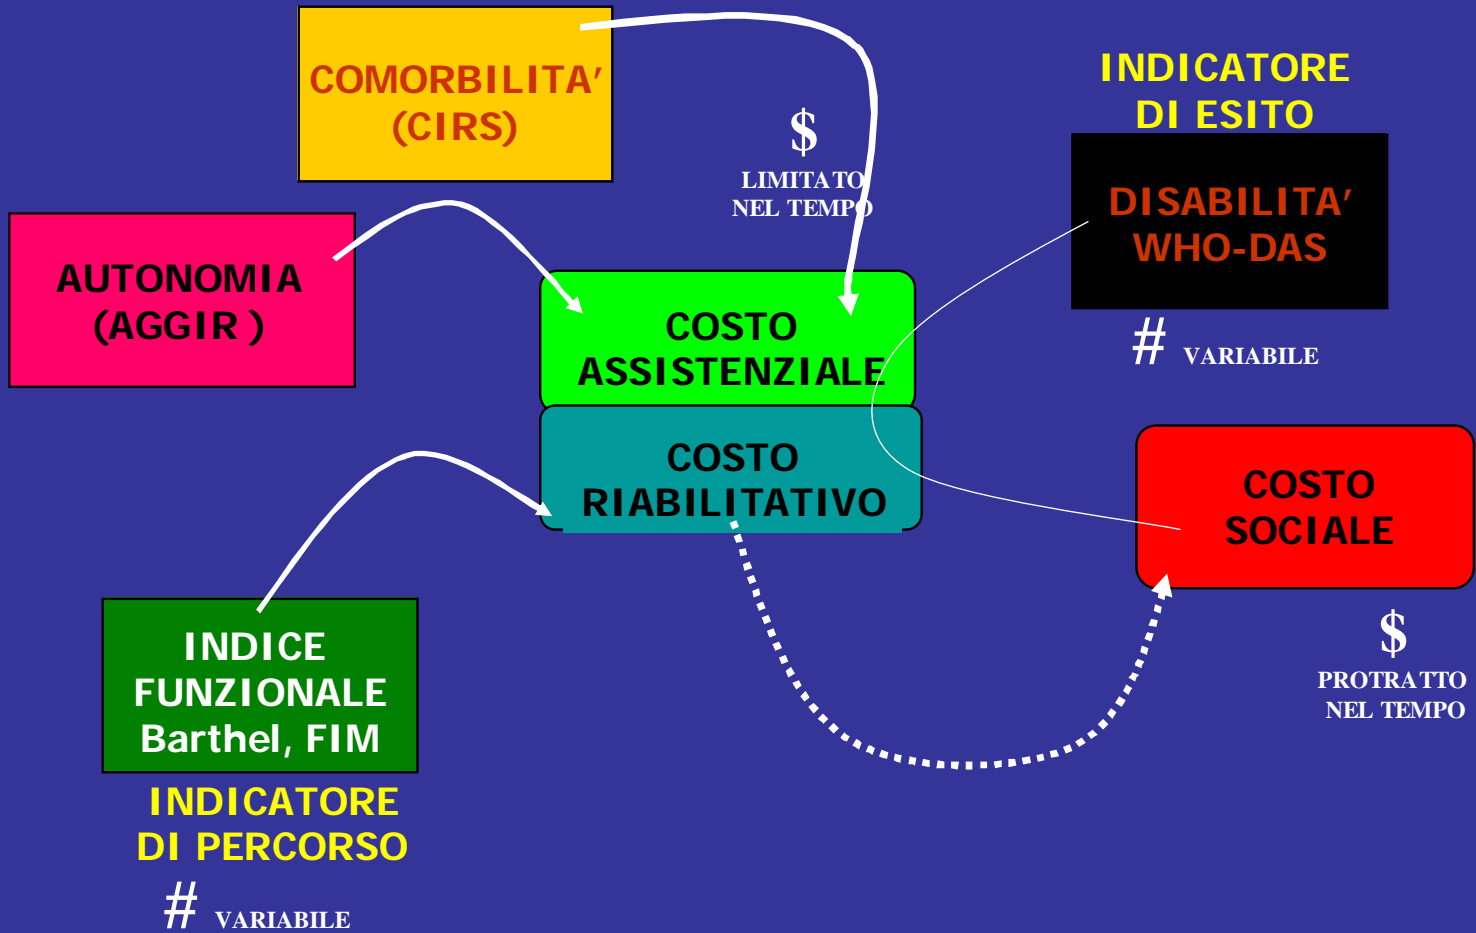 COMORBILITA’
(CIRS)
$
LIMITATO
NEL TEMPO
INDICATORE
DI ESITO
DISABILITA’
WHO-DAS
# VARIABILE
AUTONOMIA
(AGGIR )
COSTO
ASSISTENZIALE
COSTO
RIABILITATIVO
COSTO
SOCIALE
$
PROTRATTO
NEL TEMPO
INDICE
FUNZIONALE
Barthel, FIM
INDICATORE
DI PERCORSO
# VARIABILE